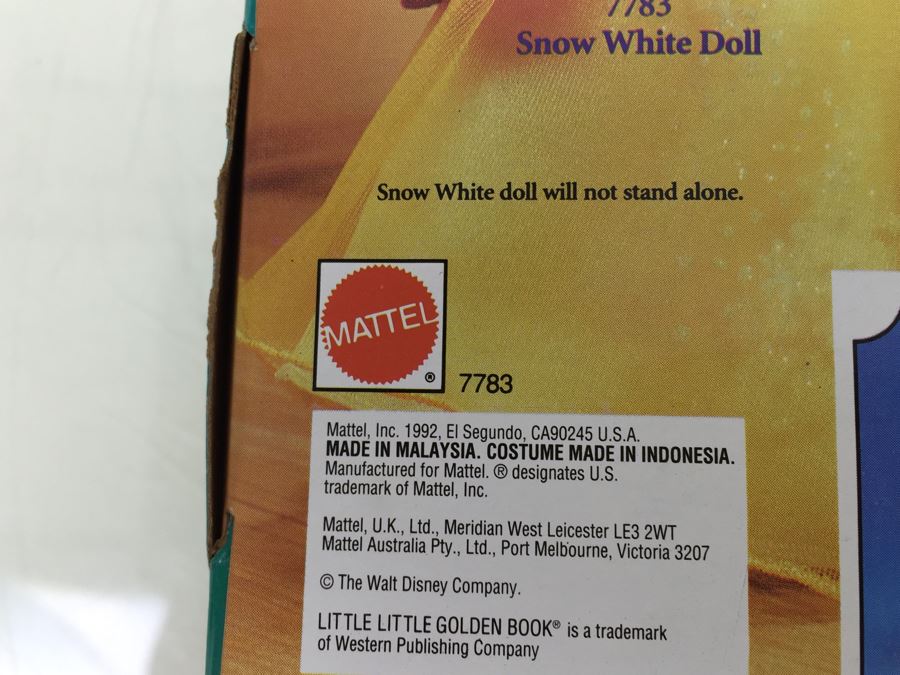 7783
Snow White Doll
Snow White doll will not stand alone.
MATTEL
®
7783
Mattel, Inc. 1992, El Segundo, CA90245 U.S.A.
MADE IN MALAYSIA. COSTUME MADE IN INDONESIA.
Manufactured for Mattel. ® designates U.S.
trademark of Mattel, Inc.
Mattel, U.K., Ltd., Meridian West Leicester LE3 2WT
Mattel Australia Pty., Ltd., Port Melbourne, Victoria 3207
© The Walt Disney Company.
LITTLE LITTLE GOLDEN BOOK® is a trademark
of Western Publishing Company